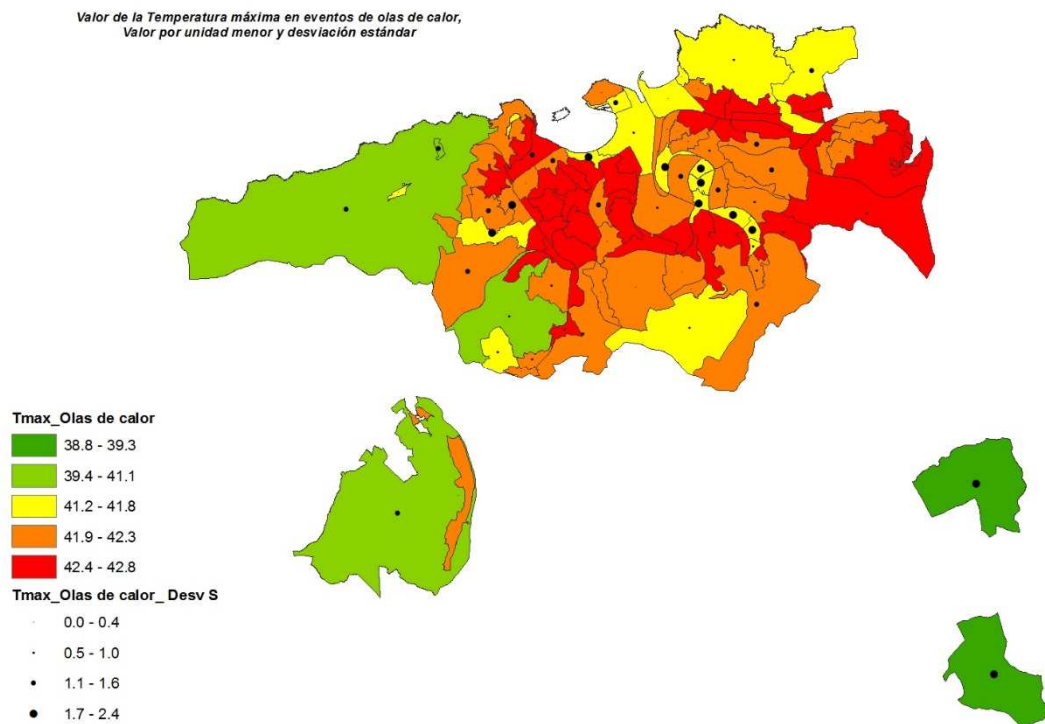 Valor de la Temperatura máxima en eventos de olas de calor,
Valor por unidad menor y desviación estándar
Tmax_Olas de calor
38.8 - 39.3
39.4 - 41.1
41.2 - 41.8
41.9 - 42.3
42.4 - 42.8
Tmax_Olas de calor_ Desv S
0.0 - 0.4
0.5 - 1.0
1.1 - 1.6
1.7 - 2.4